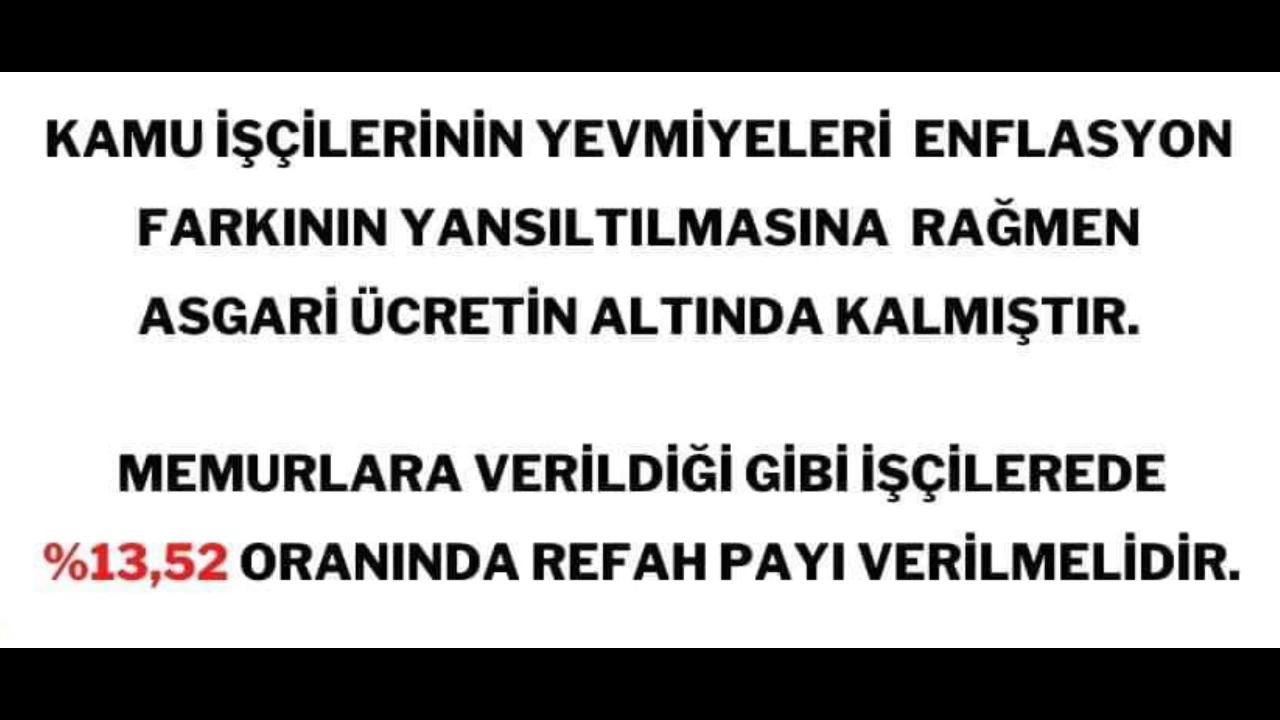 KAMU İŞÇİLERİNİN YEVMİYELERİ ENFLASYON
FARKININ YANSILTILMASINA RAĞMEN
ASGARİ ÜCRETİN ALTINDA KALMIŞTIR.
MEMURLARA VERİLDİĞİ GİBİ İŞÇİLEREDE
%13,52 ORANINDA REFAH PAYI VERİLMELİDİR.